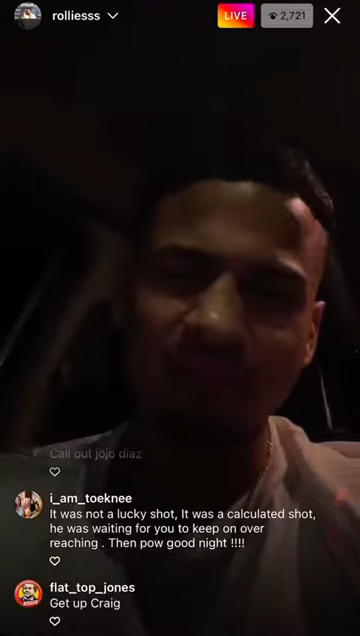 rolliesss
LIVE
2,721
Call out jojo diaz
i_am_toeknee
It was not a lucky shot, It was a calculated shot,
he was waiting for you to keep on over
reaching . Then pow good night !!!!
flat_top_jones
Get up Craig